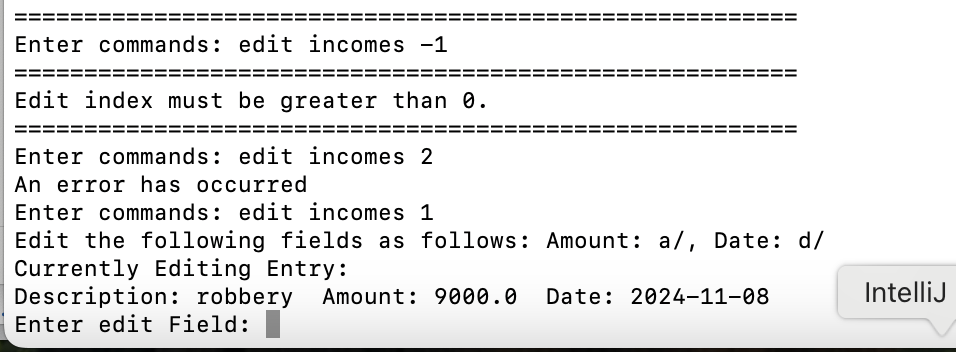 ========================================================
Enter commands: edit incomes -1
========================================================
Edit index must be greater than 0.
========================================================
Enter commands: edit incomes 2
An error has occurred
Enter commands: edit incomes 1
Edit the following fields as follows: Amount: a/, Date: d/
Currently Editing Entry:
Description: robbery  Amount: 9000.0  Date: 2024-11-08
IntelliJ
Enter edit Field: